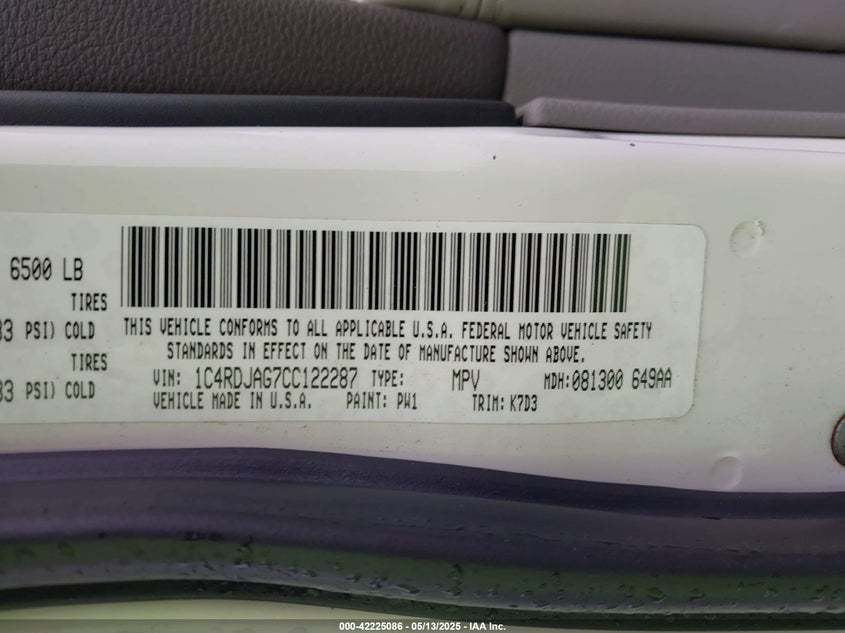 6500 LB
TIRES
33 PSI) COLD
TIRES
33 PSI) COLD
THIS VEHICLE CONFORMS TO ALL APPLICABLE U.S.A. FEDERAL MOTOR VEHICLE SAFETY
STANDARDS IN EFFECT ON THE DATE OF MANUFACTURE SHOWN ABOVE.
VIN: 1C4RDJAG7CC122287 TYPE: MPV MDH:081300 649AA
VEHICLE MADE IN U.S.A. PAINT: PW1 TRIM: K7D3
000-42225086 - 05/13/2025 - IAA Inc.